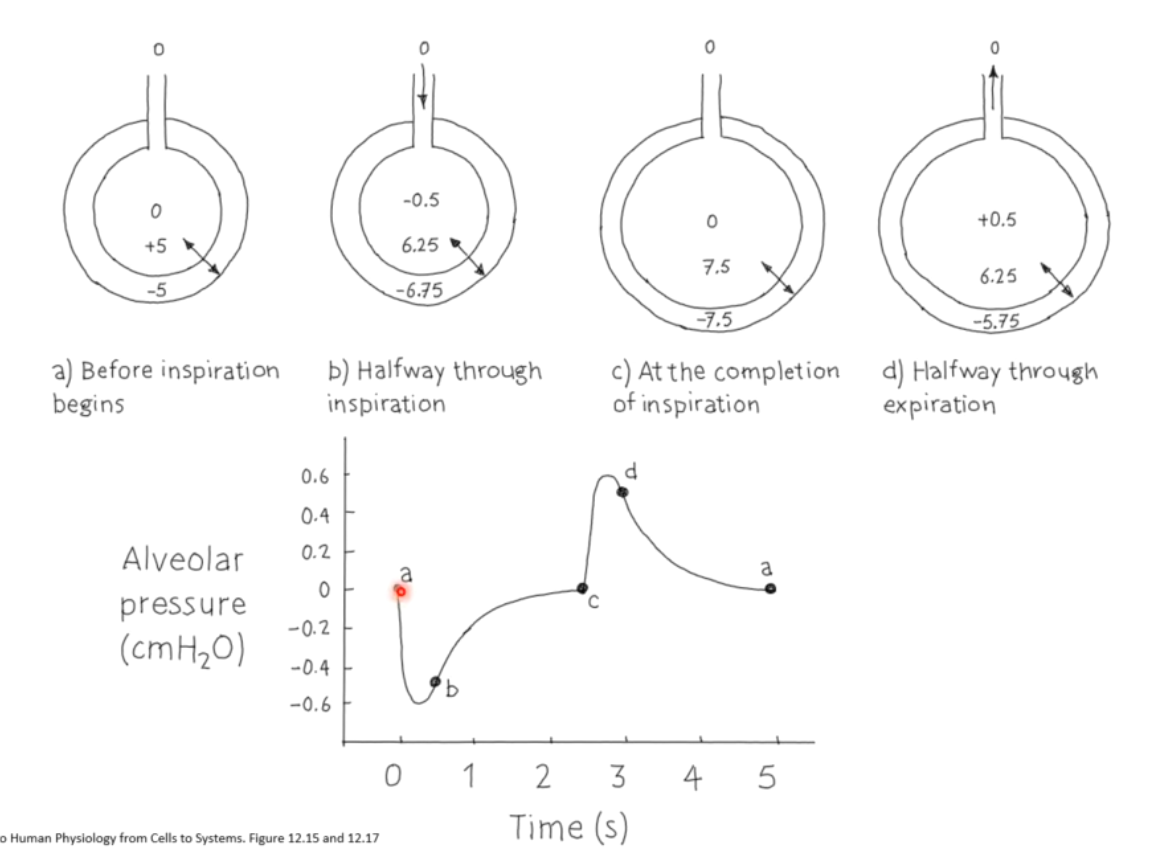 0 0 0 0
0 -0.5 0 +0.5
+5 6.25 7.5 6.25
-5 -6.75 -7.5 -5.75
a) Before inspiration
begins
b) Halfway through
inspiration
c) At the completion
of inspiration
d) Halfway through
expiration
0.6
0.4
0.2
0
-0.2
-0.4
-0.6
Alveolar
pressure
(cmH₂O)
a
b
c
d
a
0 1 2 3 4 5
Time (s)
o Human Physiology from Cells to Systems. Figure 12.15 and 12.17